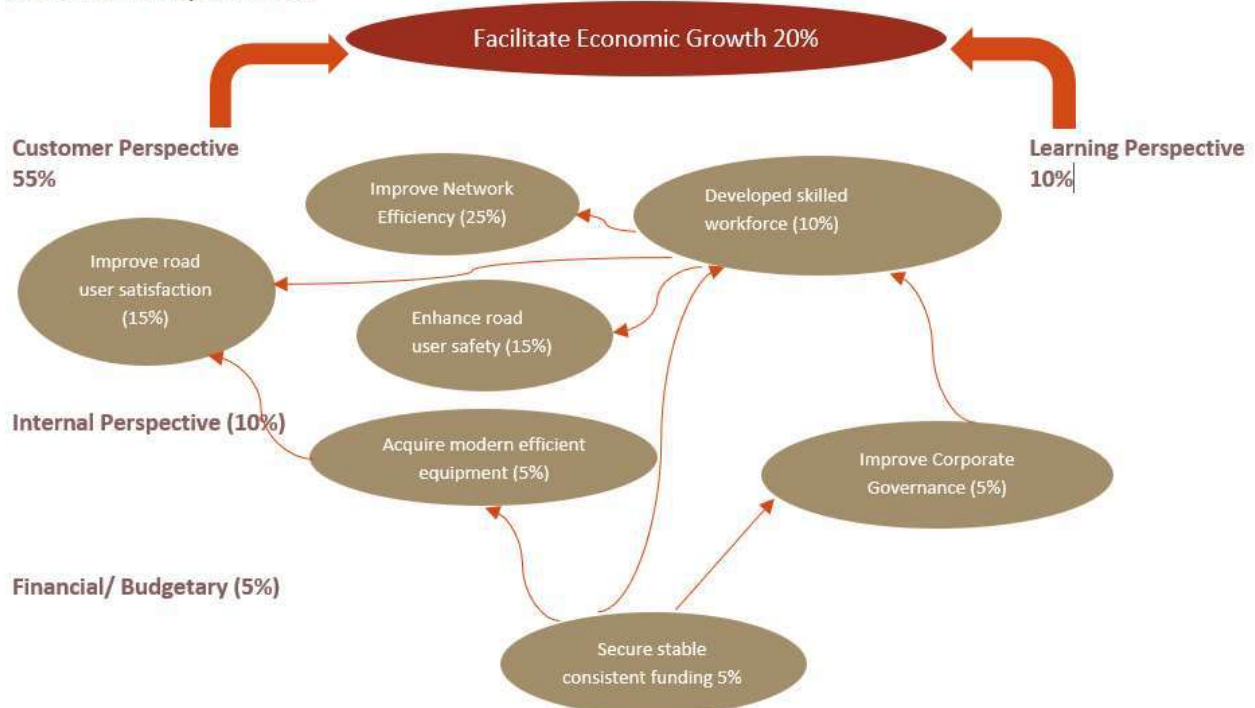 Facilitate Economic Growth 20%
Customer Perspective
55%
Learning Perspective
10%
Improve Network
Efficiency (25%)
Developed skilled
workforce (10%)
Improve road
user satisfaction
(15%)
Enhance road
user safety (15%)
Internal Perspective (10%)
Acquire modern efficient
equipment (5%)
Improve Corporate
Governance (5%)
Financial/ Budgetary (5%)
Secure stable
consistent funding 5%